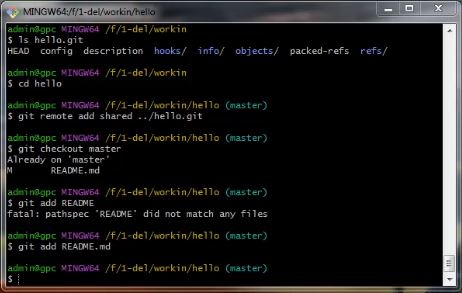 MINGW64:/f/1-del/workin/hello
admin@gpc MINGW64 /f/1-del/workin
$ ls hello.git
HEAD config description hooks/ info/ objects/ packed-refs refs/
admin@gpc MINGW64 /f/1-del/workin
$ cd hello
admin@gpc MINGW64 /f/1-del/workin/hello (master)
$ git remote add shared ../hello.git
admin@gpc MINGW64 /f/1-del/workin/hello (master)
$ git checkout master
Already on 'master'
M README.md
admin@gpc MINGW64 /f/1-del/workin/hello (master)
$ git add README
fatal: pathspec 'README' did not match any files
admin@gpc MINGW64 /f/1-del/workin/hello (master)
$ git add README.md
admin@gpc MINGW64 /f/1-del/workin/hello (master)
$